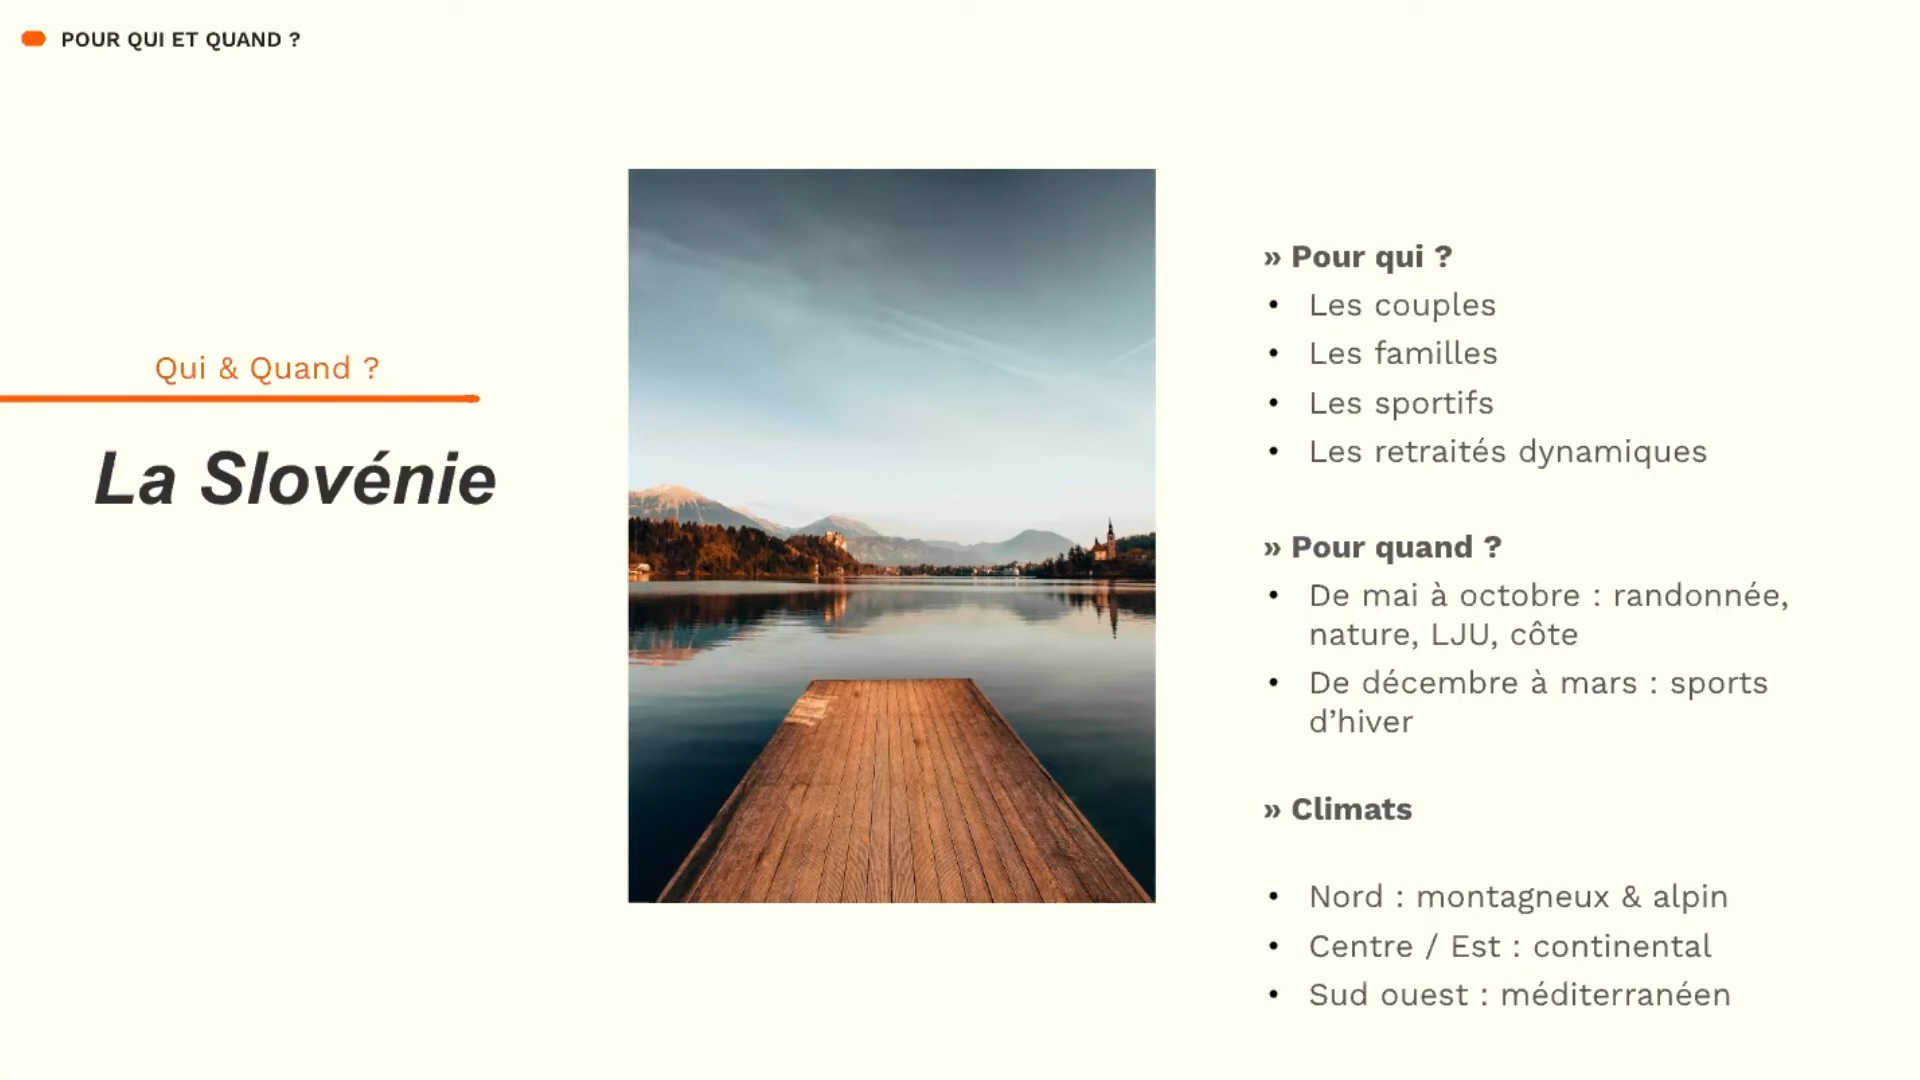 POUR QUI ET QUAND ?
Qui & Quand ?
La Slovénie
» Pour qui ?
• Les couples
• Les familles
• Les sportifs
• Les retraités dynamiques
» Pour quand ?
• De mai à octobre : randonnée,
nature, LJU, côte
• De décembre à mars : sports
d’hiver
» Climats
• Nord : montagneux & alpin
• Centre / Est : continental
• Sud ouest : méditerranéen